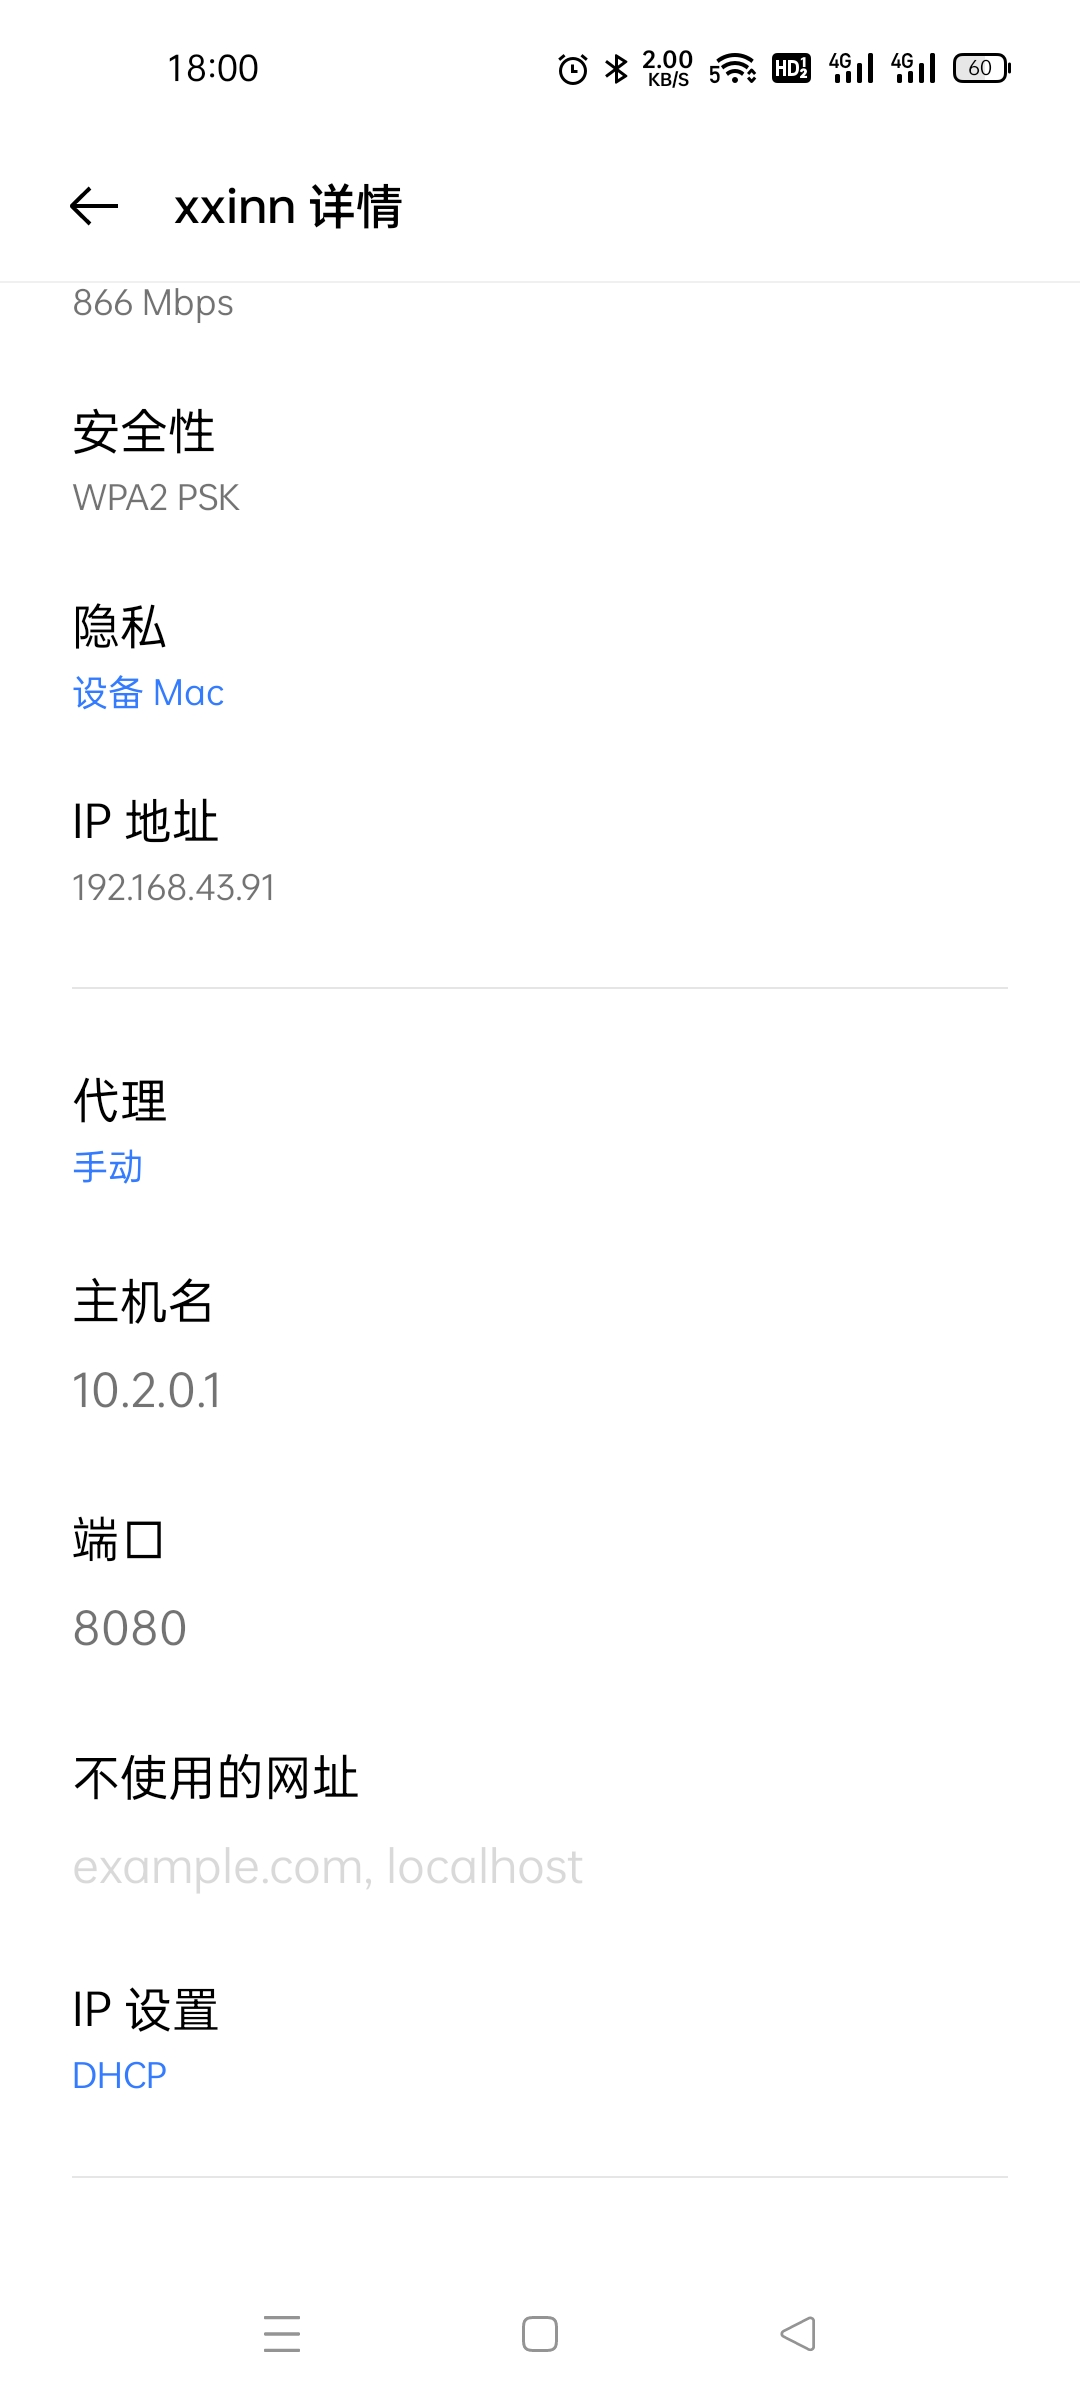 18:00 2.00 KB/S 5 HD 1 2 4G 4G 60
xxinn 详情
866 Mbps
安全性
WPA2 PSK
隐私
设备 Mac
IP 地址
192.168.43.91
代理
手动
主机名
10.2.0.1
端口
8080
不使用的网址
example.com, localhost
IP 设置
DHCP